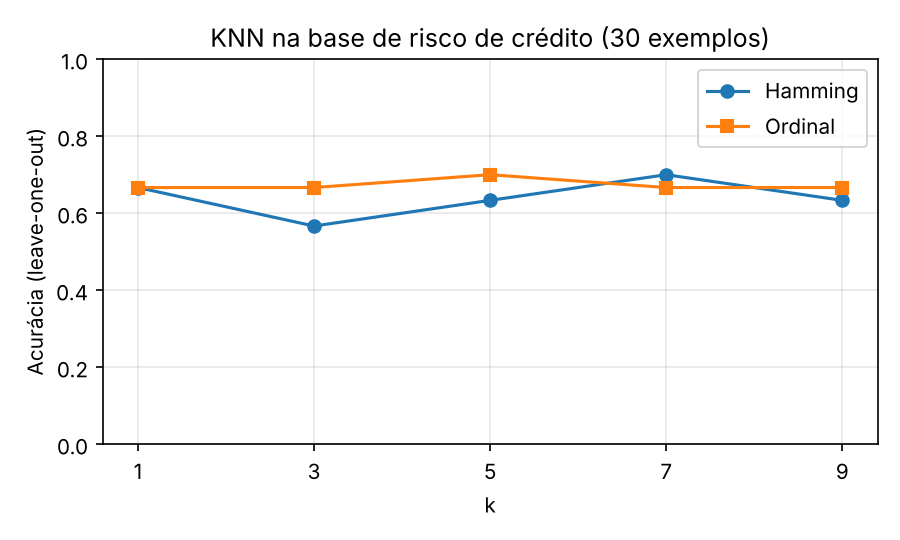 KNN na base de risco de crédito (30 exemplos)
Hamming
Ordinal
Acurácia (leave-one-out)
1.0
0.8
0.6
0.4
0.2
0.0
1 3 5 7 9
k